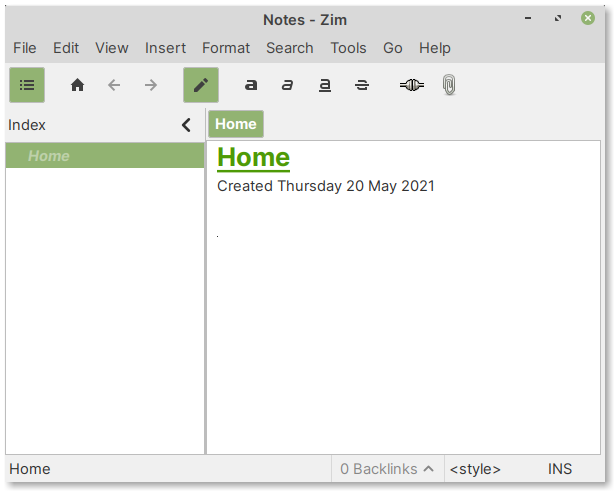 Notes - Zim
File Edit View Insert Format Search Tools Go Help
a a a a
Index
Home
Home
Home
Created Thursday 20 May 2021
.
Home 0 Backlinks <style> INS